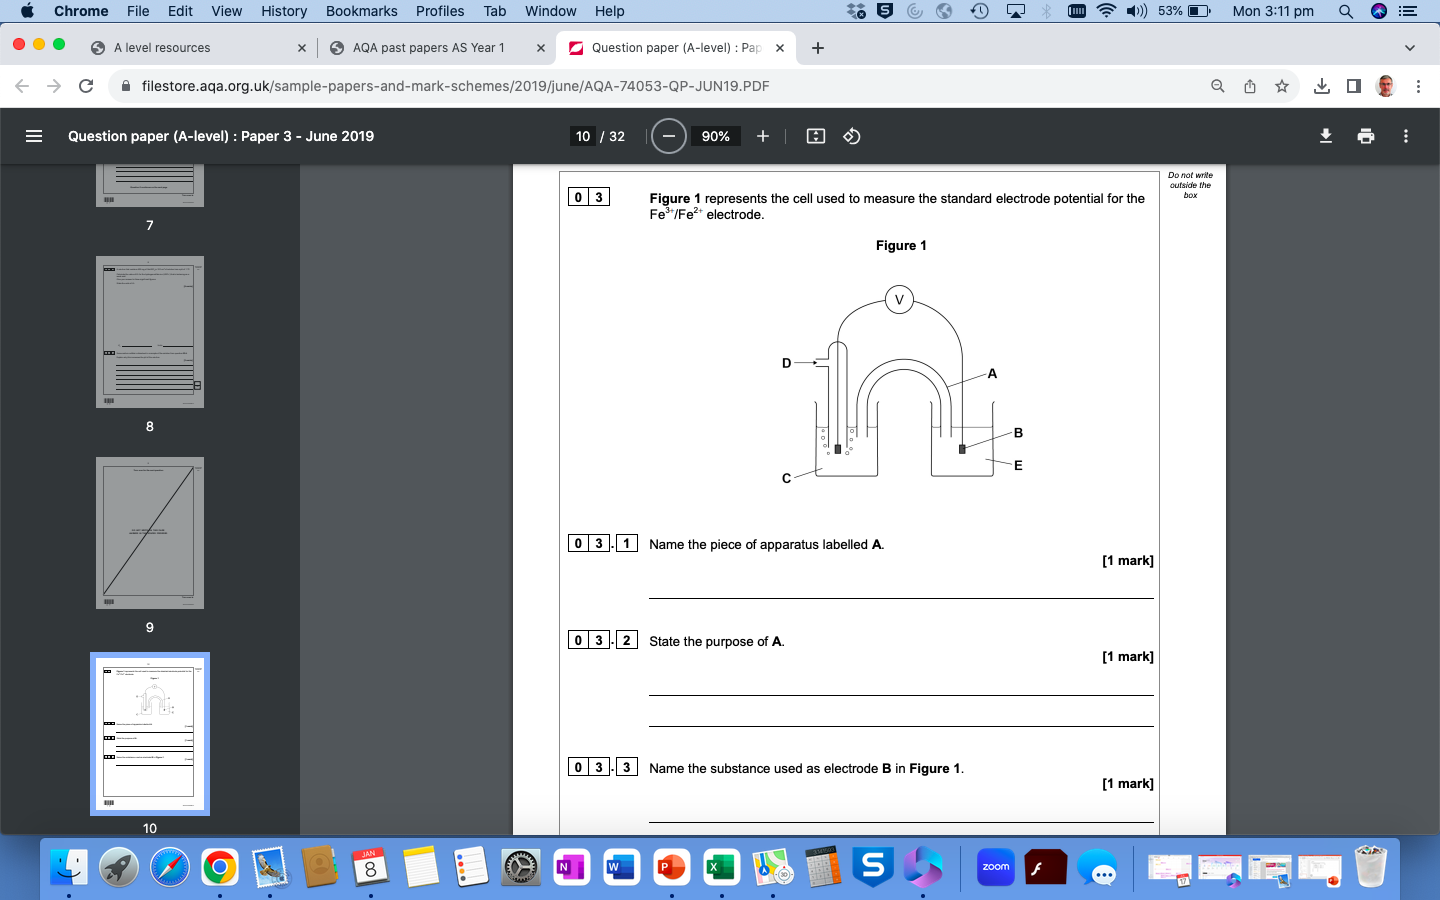 Chrome File Edit View History Bookmarks Profiles Tab Window Help 53% Mon 3:11 pm
A level resources AQA past papers AS Year 1 Question paper (A-level) : Pap
filestore.aqa.org.uk/sample-papers-and-mark-schemes/2019/june/AQA-74053-QP-JUN19.PDF
Question paper (A-level) : Paper 3 - June 2019 10 / 32 90%
7
8
9
10
Do not write
outside the
box
0 3 Figure 1 represents the cell used to measure the standard electrode potential for the
Fe3+/Fe2+ electrode.
Figure 1
V
D
A
B
E
C
0 3 . 1 Name the piece of apparatus labelled A.
[1 mark]
0 3 . 2 State the purpose of A.
[1 mark]
0 3 . 3 Name the substance used as electrode B in Figure 1.
[1 mark]
JAN
8
N
W
P
X
3D
S
zoom
17